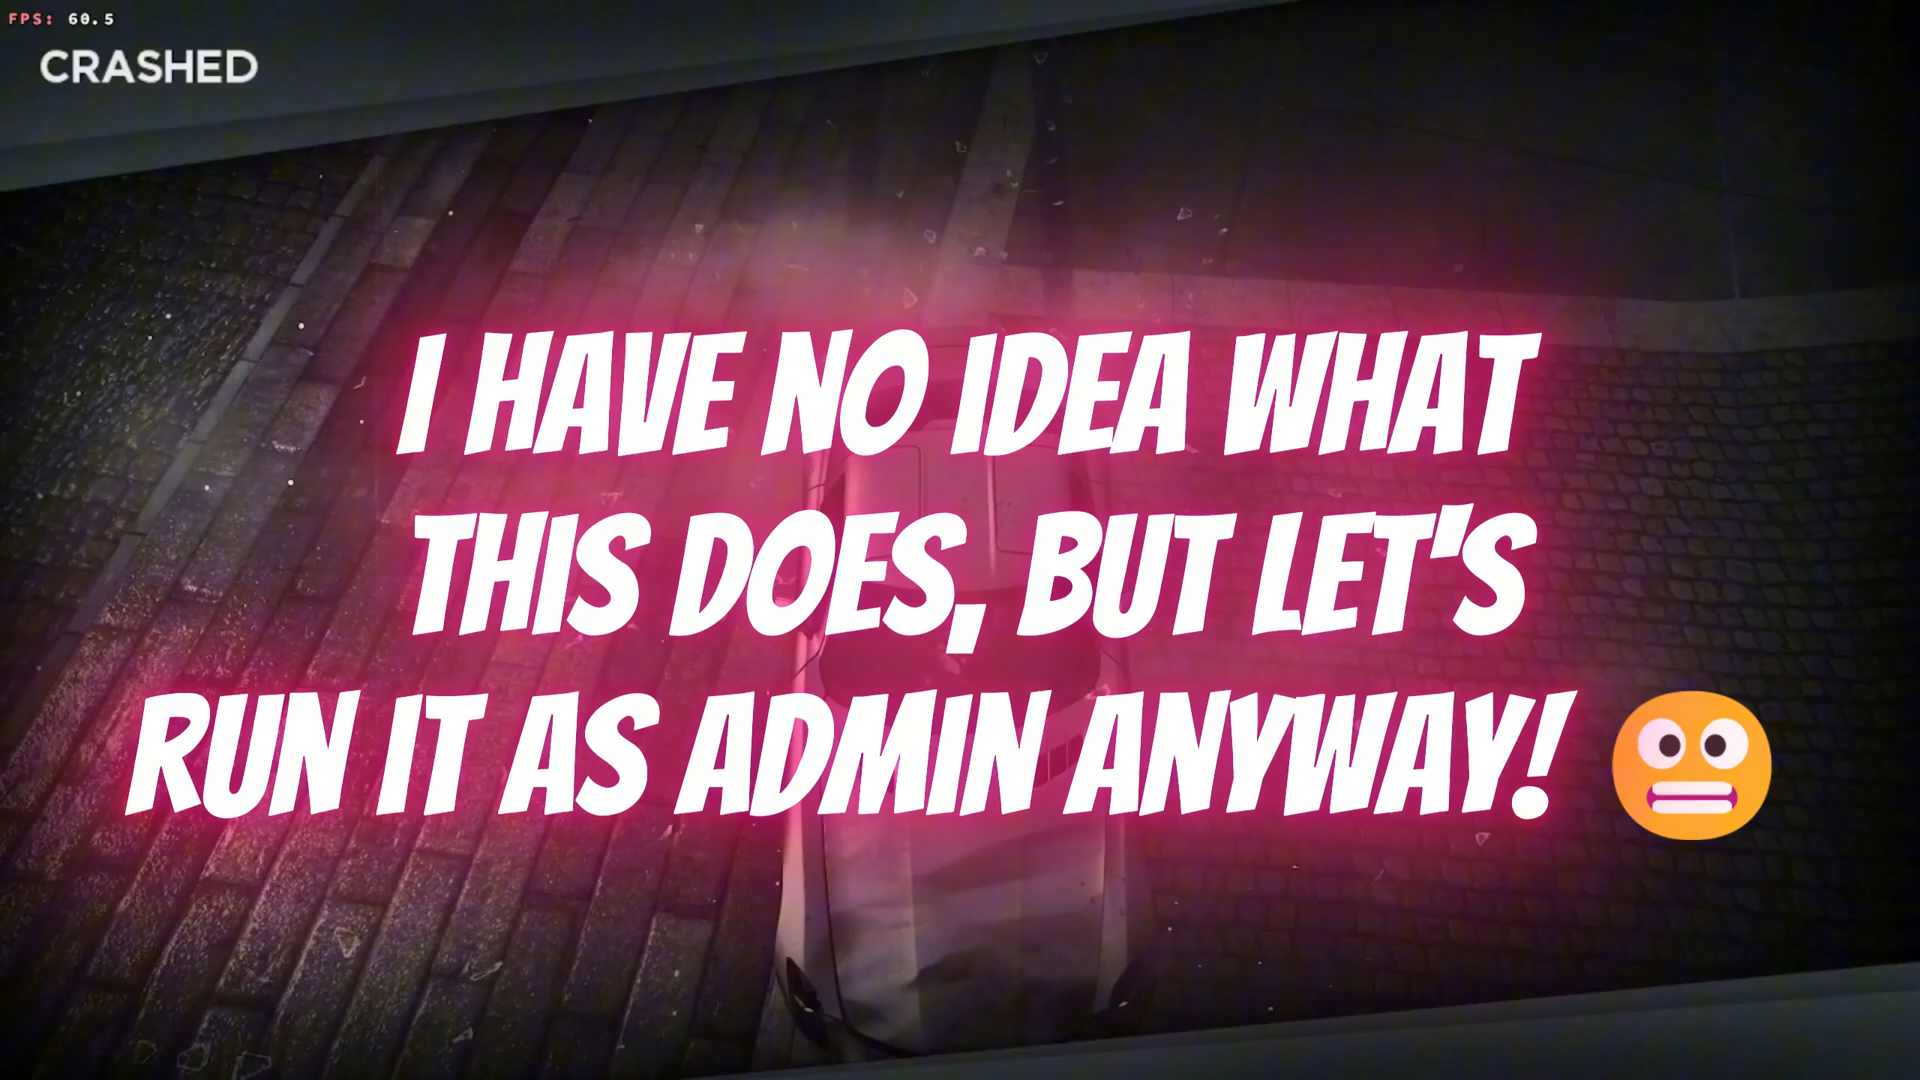 FPS: 60.5
CRASHED
I HAVE NO IDEA WHAT
THIS DOES, BUT LET'S
RUN IT AS ADMIN ANYWAY! 😬